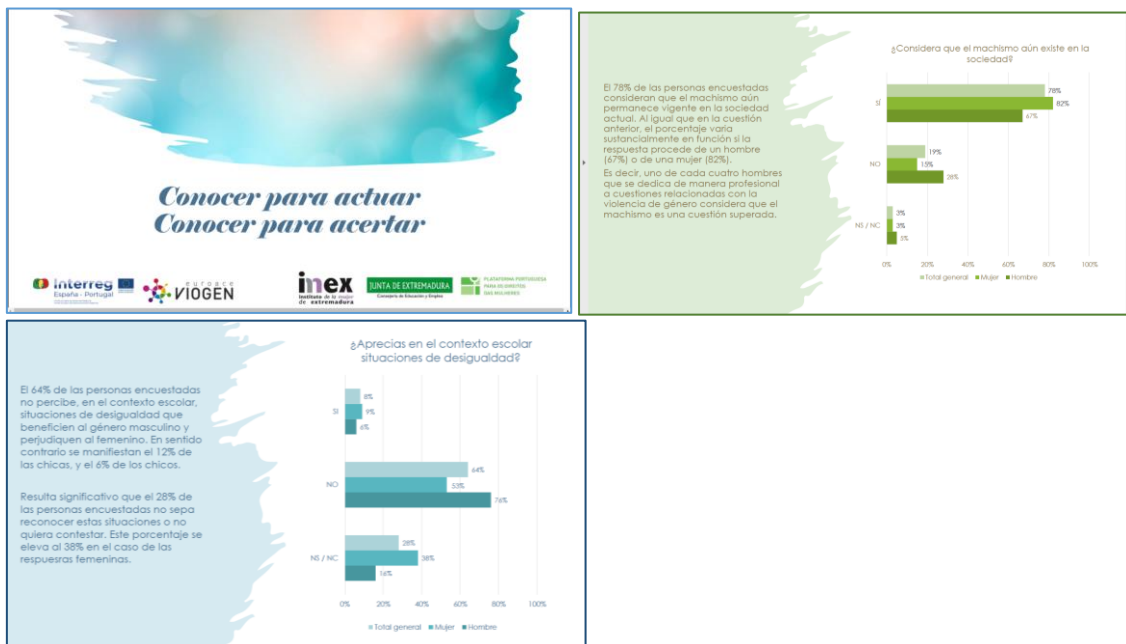 Conocer para actuar
Conocer para acertar
interreg
España - Portugal
euroace
VIOGEN
imex
instituto de la mujer
de extremadura
JUNTA DE EXTREMADURA
Consejería de Educación y Empleo
PLATAFORMA PORTUGUESA
PARA OS DIREITOS
DAS MULHERES
El 78% de las personas encuestadas
consideran que el machismo aún
permanece vigente en la sociedad
actual. Al igual que en la cuestión
anterior, el porcentaje varia
sustancialmente en función si la
respuesta procede de un hombre
(67%) o de una mujer (82%).
Es decir, uno de cada cuatro hombres
que se dedica de manera profesional
a cuestiones relacionadas con la
violencia de género considera que el
machismo es una cuestión superada.
¿Considera que el machismo aún existe en la
sociedad?
SÍ
78%
82%
67%
NO
19%
15%
28%
NS / NC
3%
3%
5%
0% 20% 40% 60% 80% 100%
Total general Mujer Hombre
El 64% de las personas encuestadas
no percibe, en el contexto escolar,
situaciones de desigualdad que
beneficien al género masculino y
perjudiquen al femenino. En sentido
contrario se manifiestan el 12% de
las chicas, y el 6% de los chicos.
Resulta significativo que el 28% de
las personas encuestadas no sepa
reconocer estas situaciones o no
quiera contestar. Este porcentaje se
eleva al 38% en el caso de las
respuesras femeninas.
¿Aprecias en el contexto escolar
situaciones de desigualdad?
SI
8%
9%
6%
NO
64%
53%
76%
NS / NC
28%
38%
16%
0% 20% 40% 60% 80% 100%
Total general Mujer Hombre